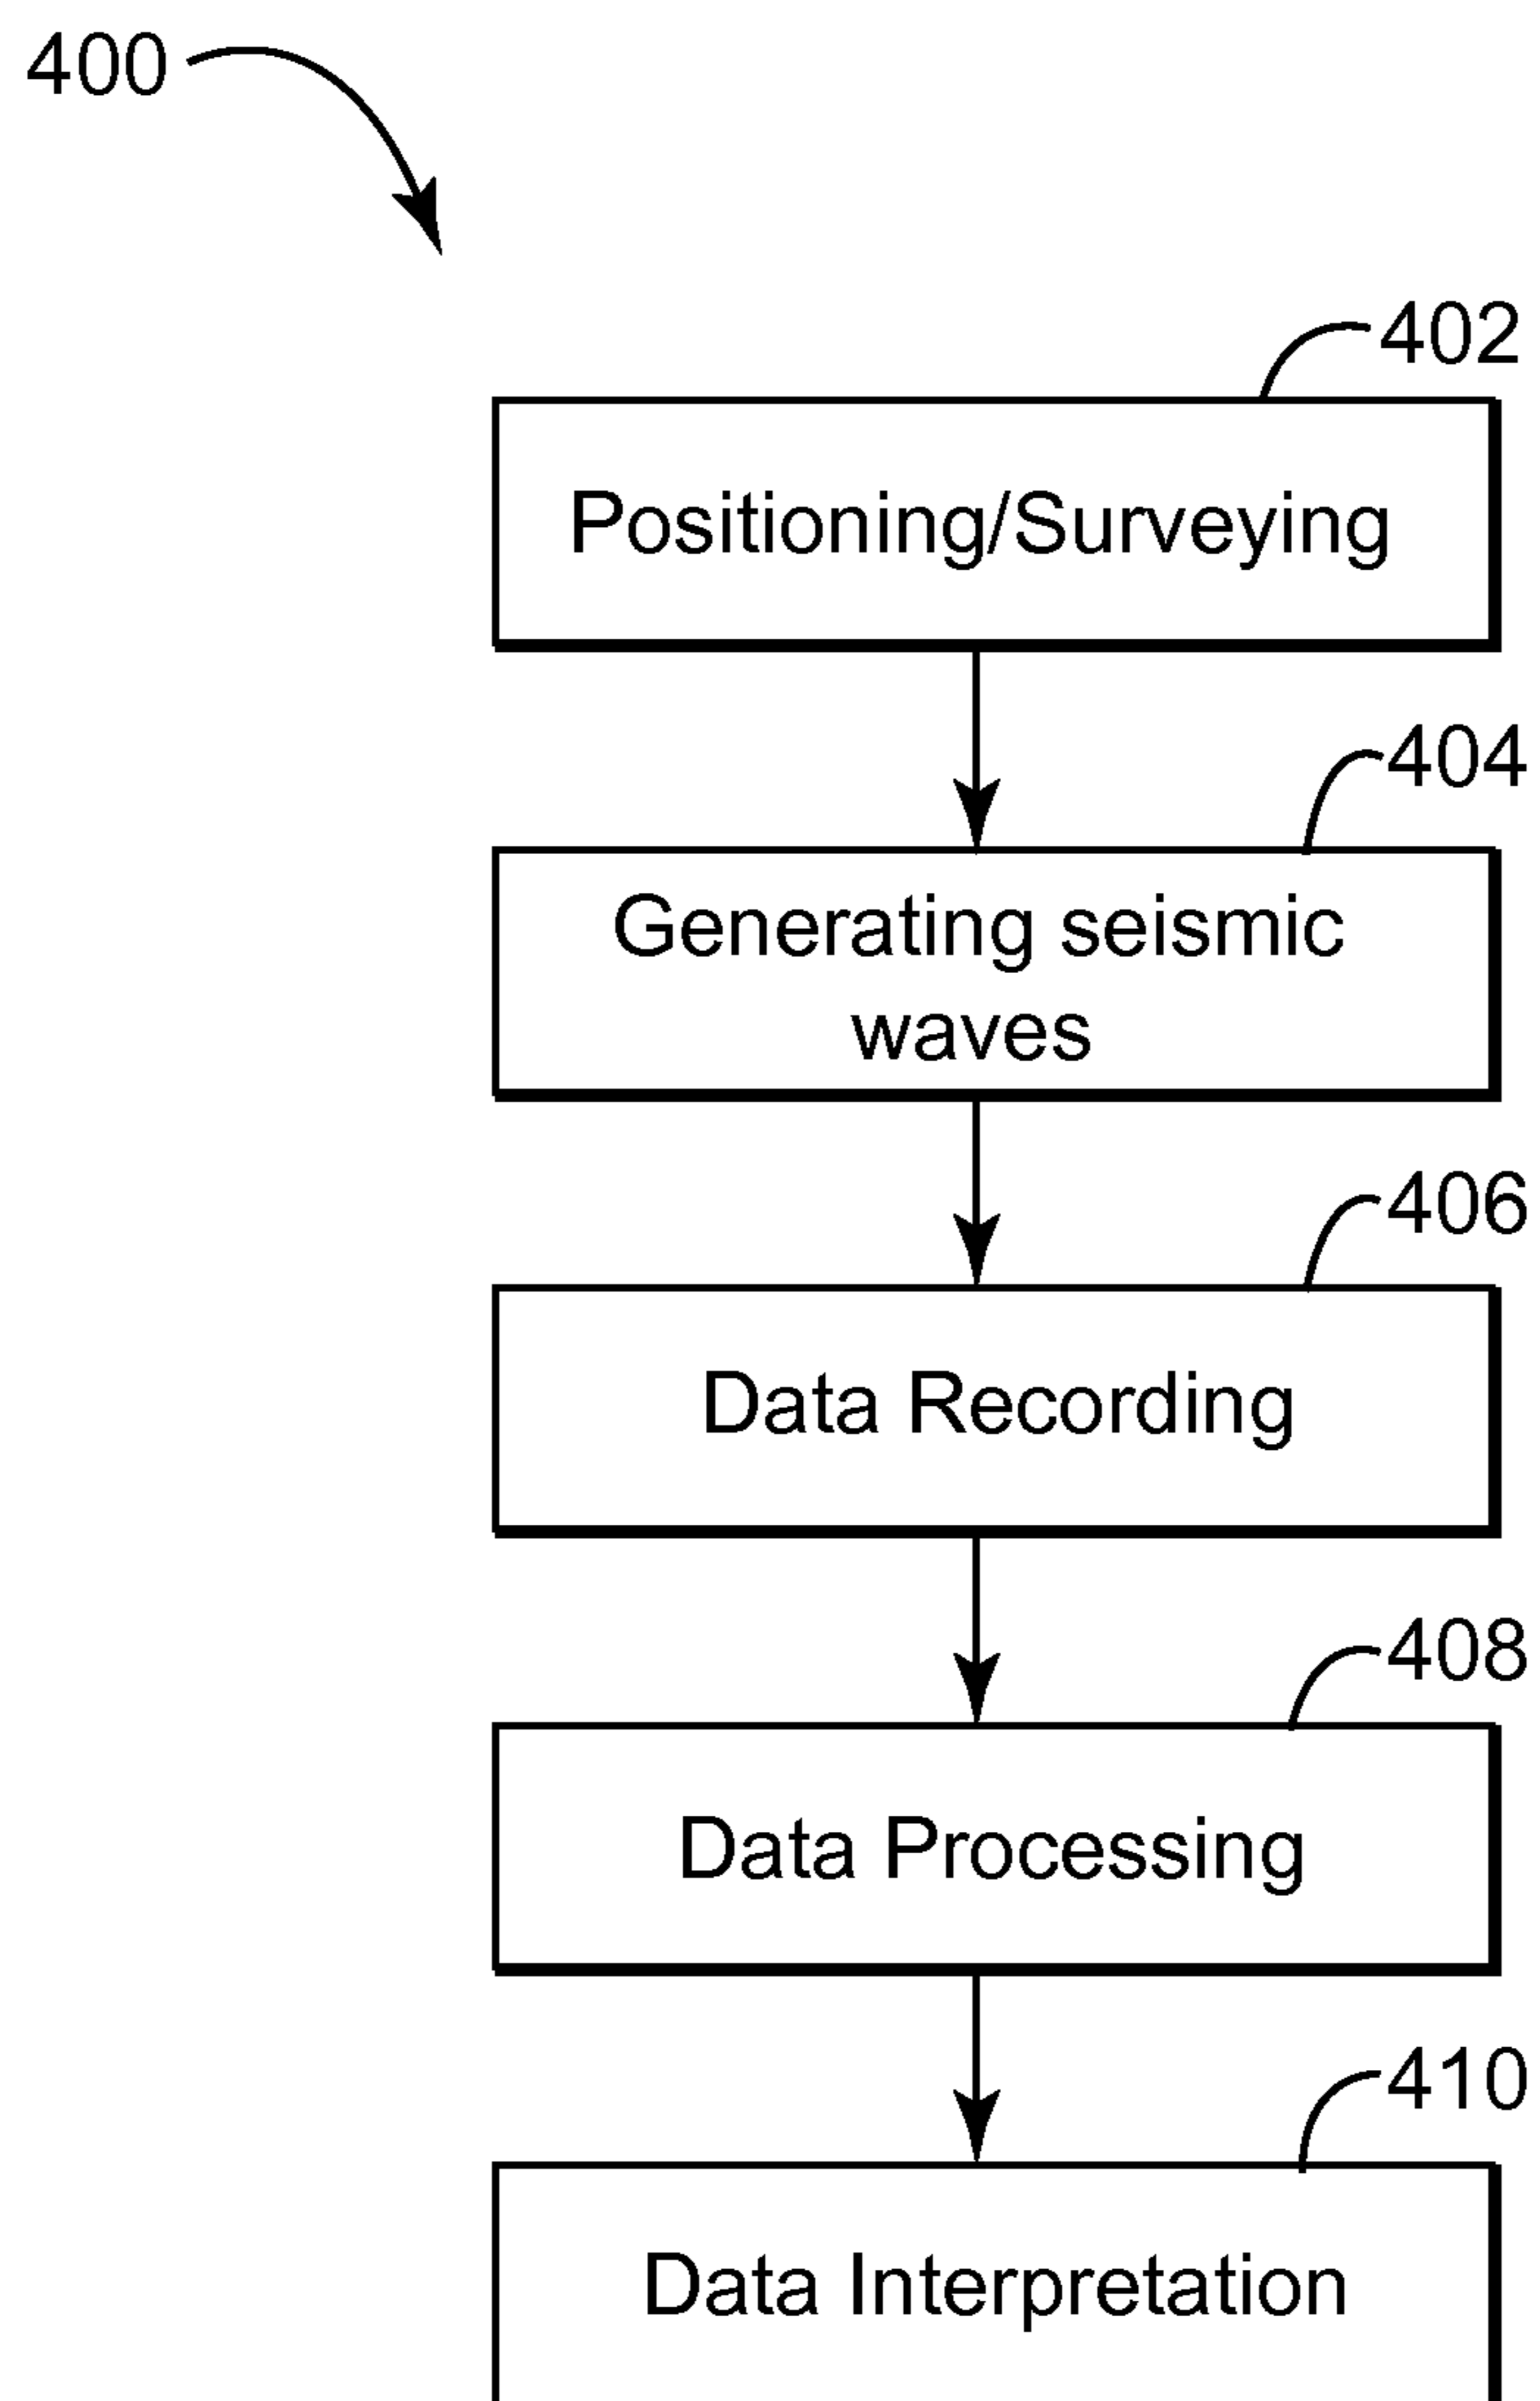 400
402
Positioning/Surveying
404
Generating seismic
waves
406
Data Recording
408
Data Processing
410
Data Interpretation